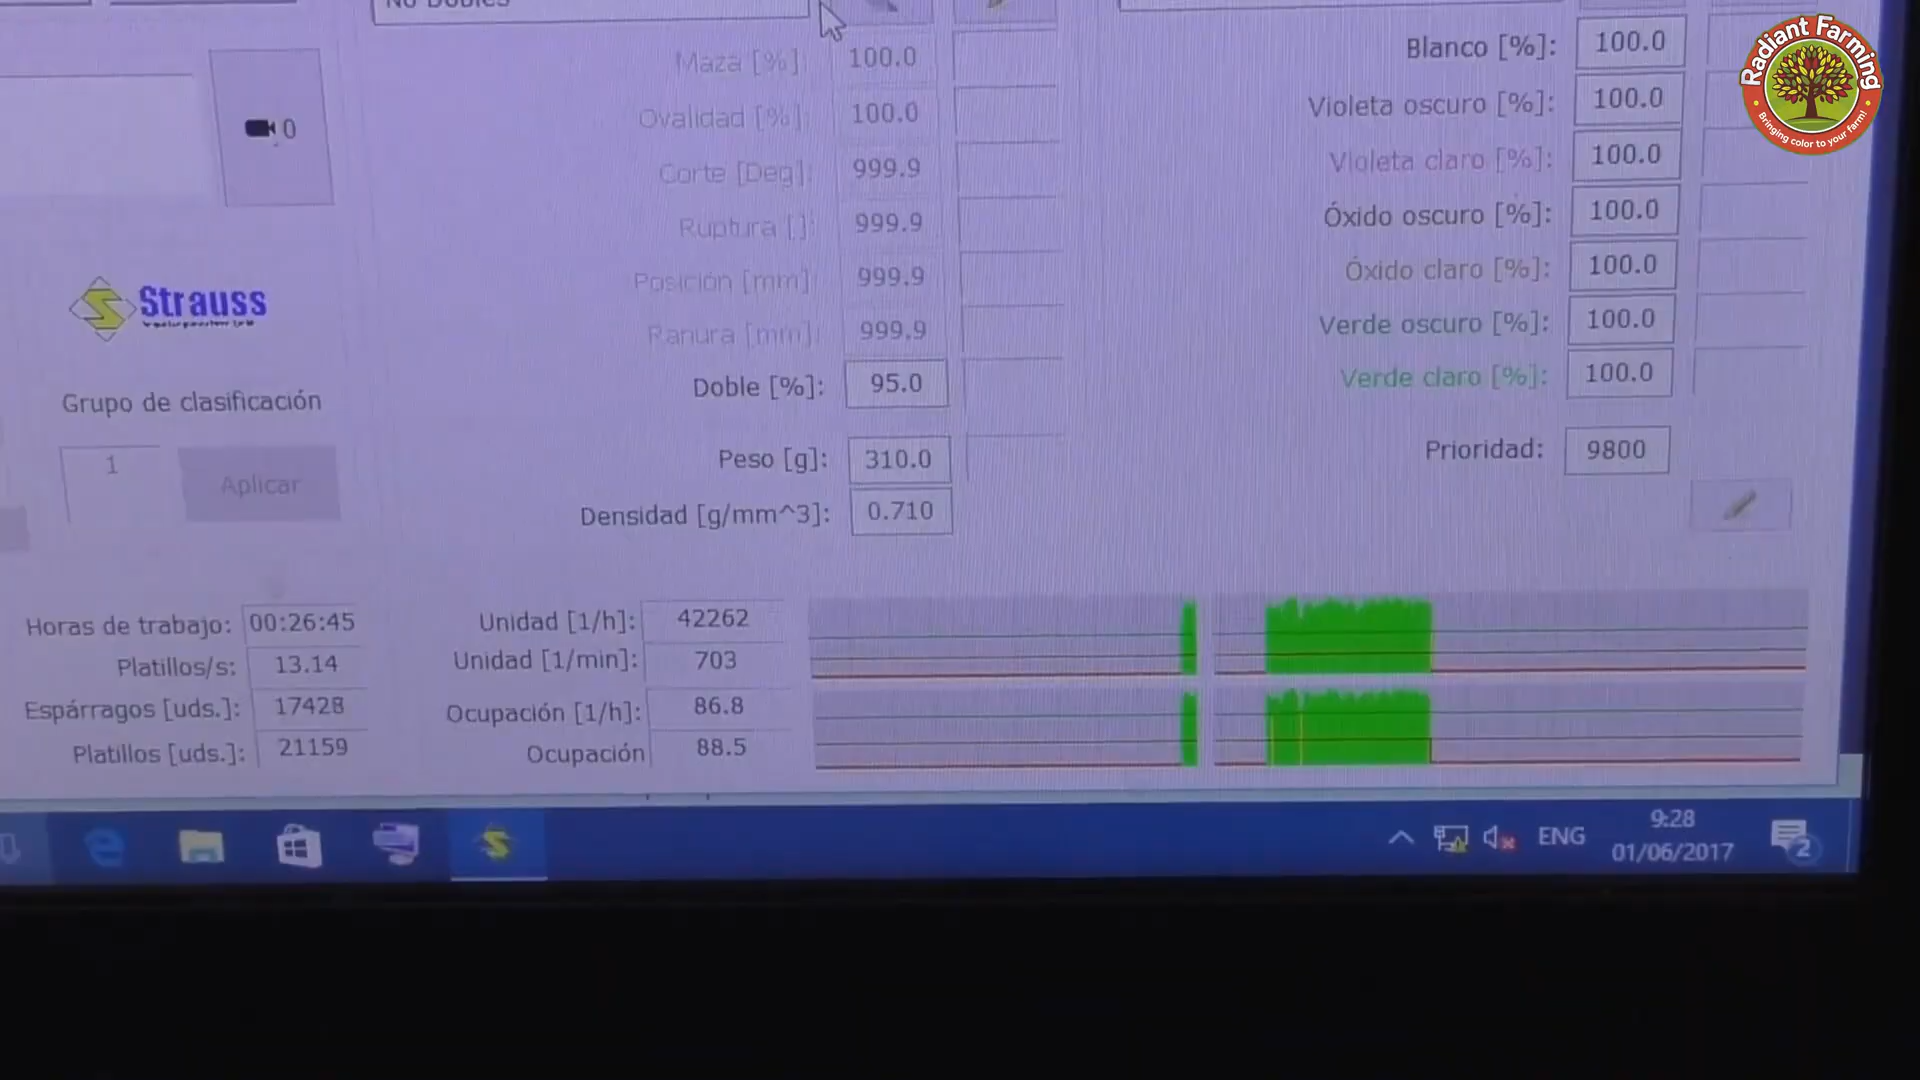 Maza [%]: 100.0
Ovalidad [%]: 100.0
Corte [Deg]: 999.9
Ruptura []: 999.9
Posición [mm]: 999.9
Ranura [mm]: 999.9
Doble [%]: 95.0
Peso [g]: 310.0
Densidad [g/mm^3]: 0.710
Blanco [%]: 100.0
Violeta oscuro [%]: 100.0
Violeta claro [%]: 100.0
Óxido oscuro [%]: 100.0
Óxido claro [%]: 100.0
Verde oscuro [%]: 100.0
Verde claro [%]: 100.0
Prioridad: 9800
0
Strauss
Grupo de clasificación
1
Aplicar
Horas de trabajo: 00:26:45
Platillos/s: 13.14
Espárragos [uds.]: 17428
Platillos [uds.]: 21159
Unidad [1/h]: 42262
Unidad [1/min]: 703
Ocupación [1/h]: 86.8
Ocupación 88.5
ENG
9:28
01/06/2017
2
Radiant Farming
Bringing color to your farm!